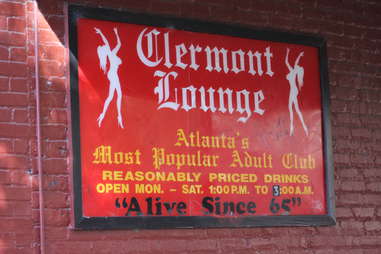 Clermont
Lounge
Atlanta's
Most Popular Adult Club
REASONABLY PRICED DRINKS
OPEN MON. - SAT. 1:00 P.M. TO 3:00 A.M.
"Alive Since 65"